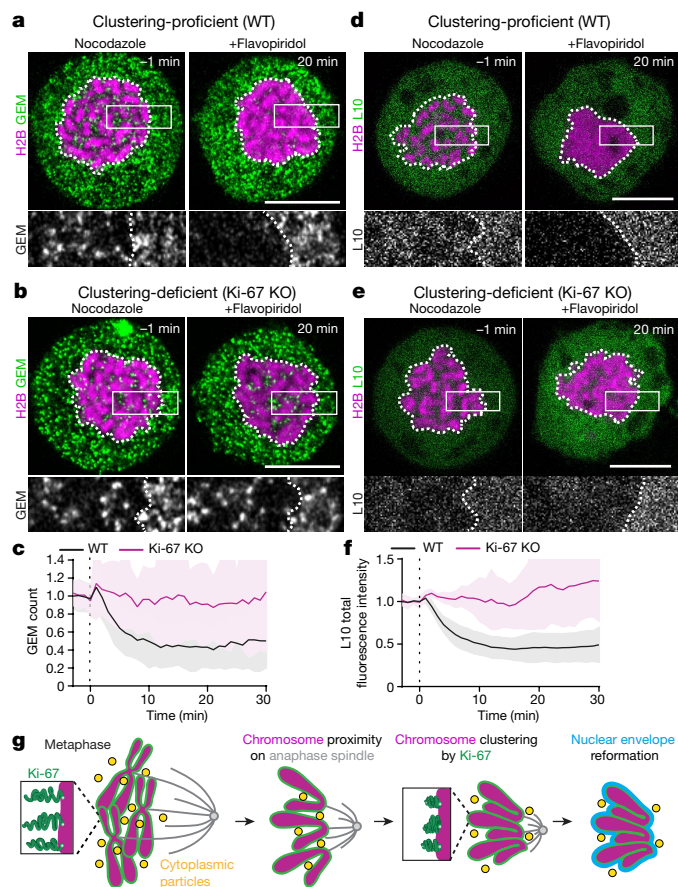 a Clustering-proficient (WT)
Nocodazole +Flavopiridol
–1 min 20 min
H2B GEM
GEM
b Clustering-deficient (Ki-67 KO)
Nocodazole +Flavopiridol
–1 min 20 min
H2B GEM
GEM
c WT Ki-67 KO
1.4
1.2
1.0
0.8
0.6
0.4
0.2
0
GEM count
0 10 20 30
Time (min)
d Clustering-proficient (WT)
Nocodazole +Flavopiridol
–1 min 20 min
H2B L10
L10
e Clustering-deficient (Ki-67 KO)
Nocodazole +Flavopiridol
–1 min 20 min
H2B L10
L10
f WT Ki-67 KO
1.5
1.0
0.5
0
L10 total
fluorescence intensity
0 10 20 30
Time (min)
g
Metaphase
Ki-67
Cytoplasmic
particles
Chromosome proximity
on anaphase spindle
Chromosome clustering
by Ki-67
Nuclear envelope
reformation